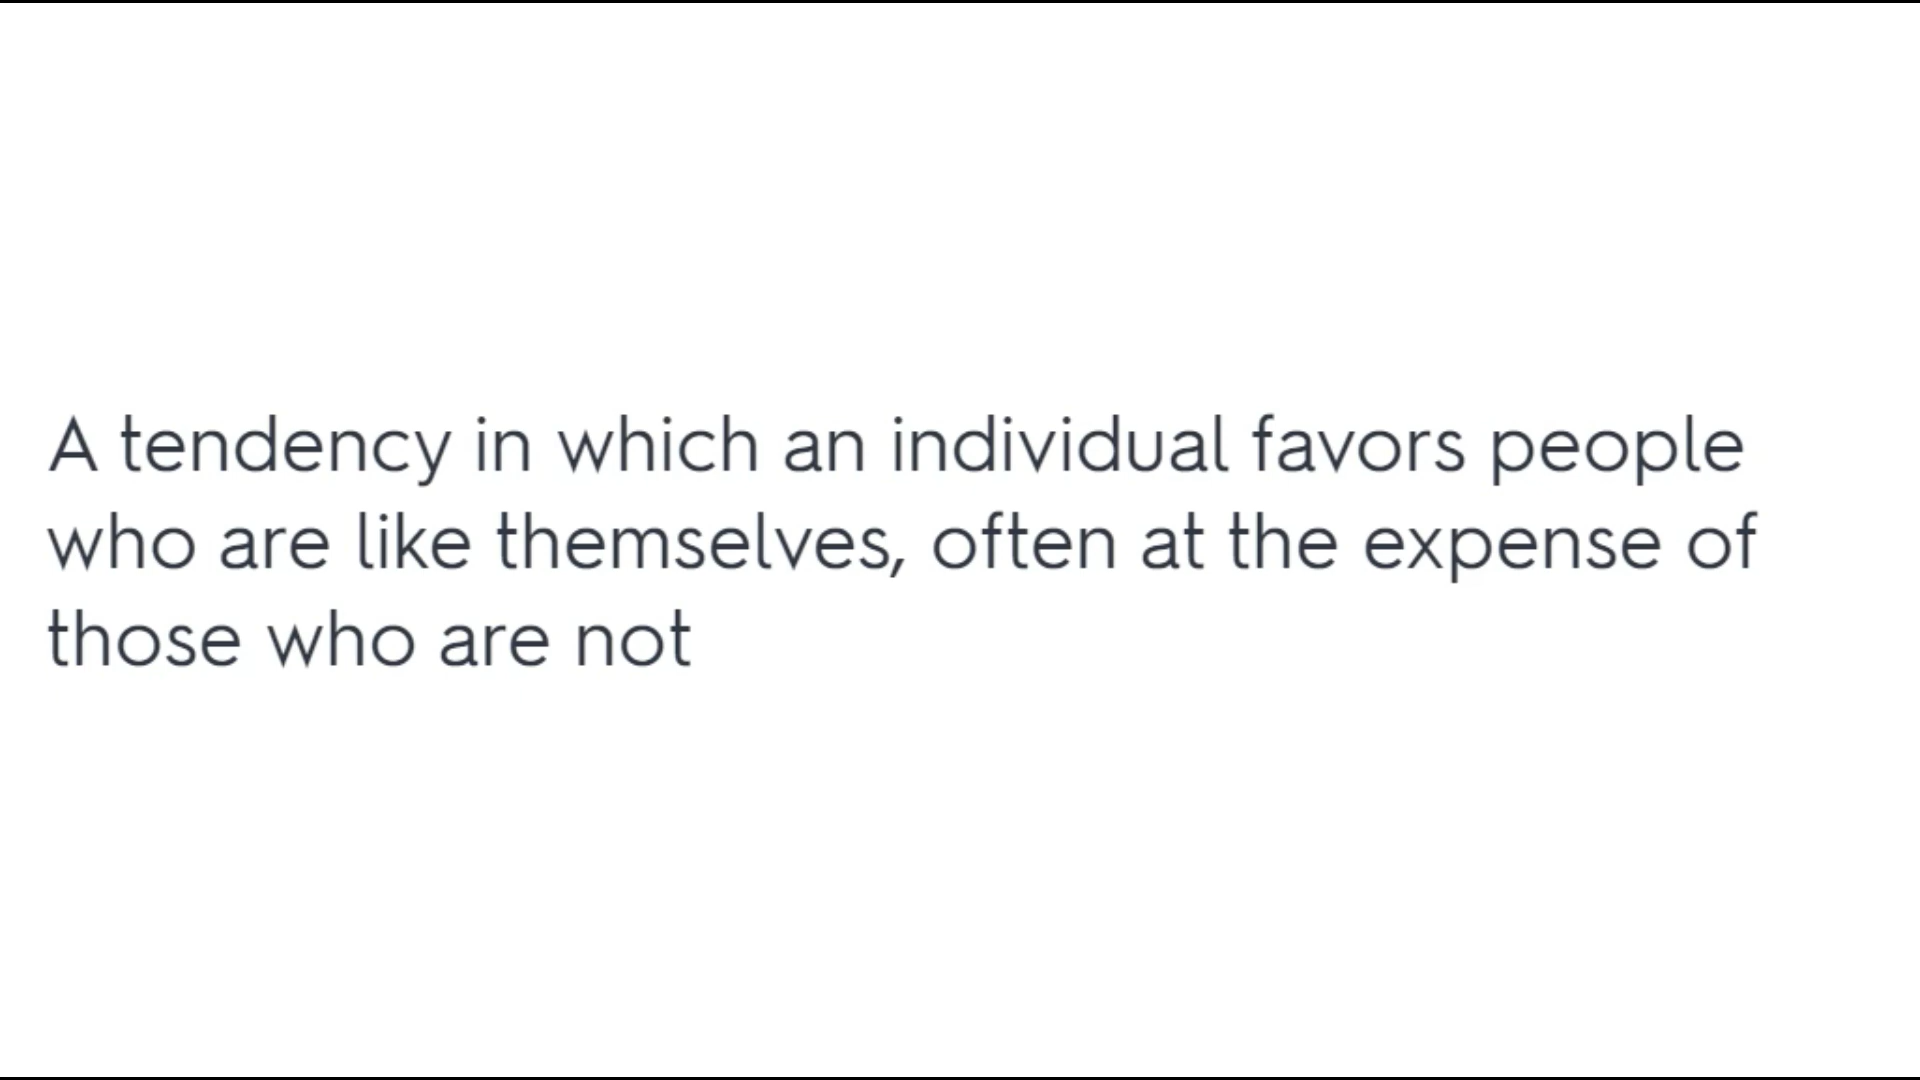 A tendency in which an individual favors people
who are like themselves, often at the expense of
those who are not